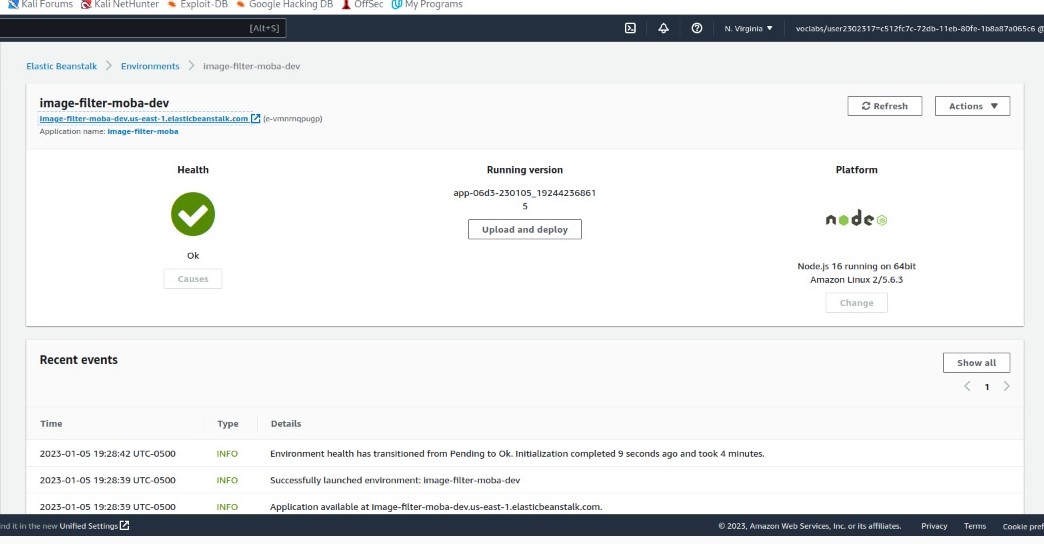 Kali Forums Kali NetHunter Exploit-DB Google Hacking DB OffSec My Programs
[Alt+S] N. Virginia ▼ voclabs/user2302317=c512fc7c-72db-11eb-80fe-1b8a87a065c6 @
Elastic Beanstalk > Environments > image-filter-moba-dev
image-filter-moba-dev
image-filter-moba-dev.us-east-1.elasticbeanstalk.com (e-vmnrnqpugp)
Application name: image-filter-moba
Refresh Actions ▼
Health
Ok
Causes
Running version
app-06d3-230105_19244236861
5
Upload and deploy
Platform
node
Node.js 16 running on 64bit
Amazon Linux 2/5.6.3
Change
Recent events
Show all
< 1 >
Time Type Details
2023-01-05 19:28:42 UTC-0500 INFO Environment health has transitioned from Pending to Ok. Initialization completed 9 seconds ago and took 4 minutes.
2023-01-05 19:28:39 UTC-0500 INFO Successfully launched environment: image-filter-moba-dev
2023-01-05 19:28:39 UTC-0500 INFO Application available at image-filter-moba-dev.us-east-1.elasticbeanstalk.com.
nd it in the new Unified Settings © 2023, Amazon Web Services, Inc. or its affiliates. Privacy Terms Cookie pref